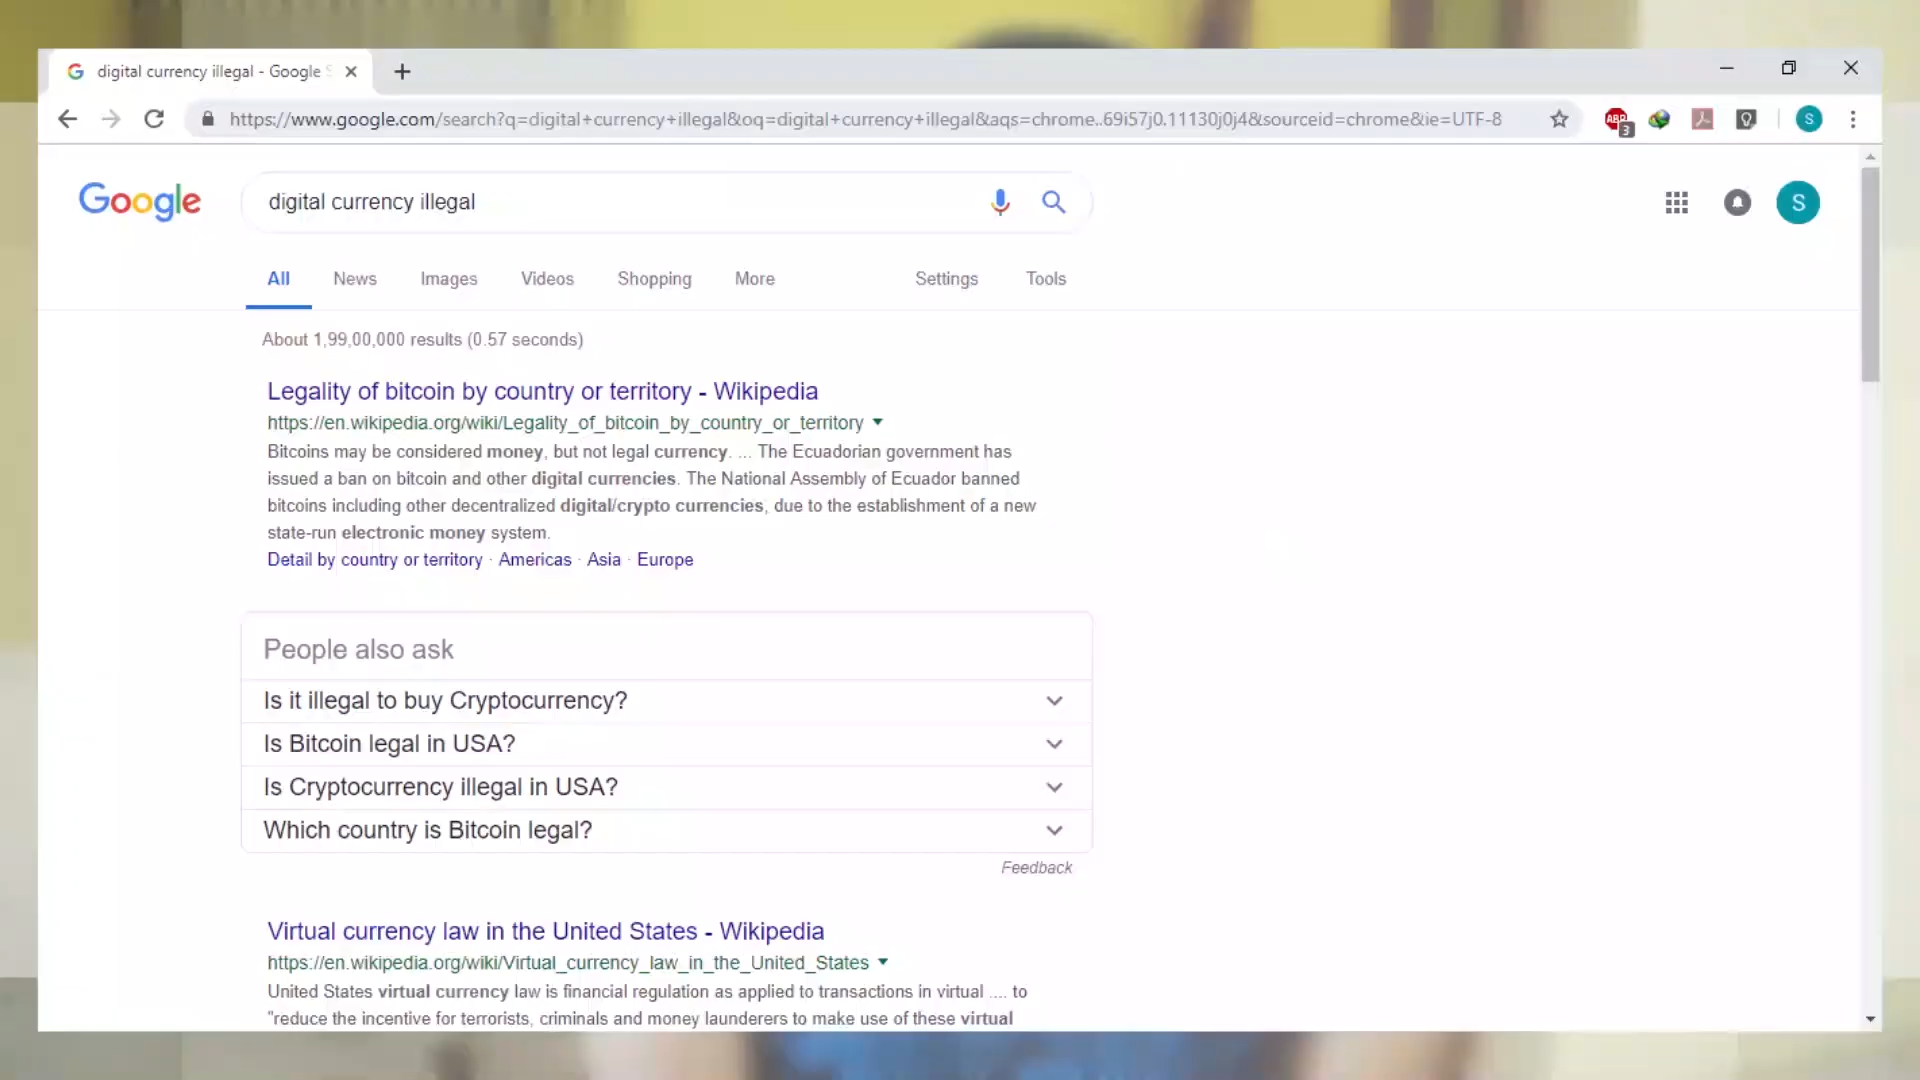 digital currency illegal - Google
https://www.google.com/search?q=digital+currency+illegal&oq=digital+currency+illegal&aqs=chrome..69i57j0.11130j0j4&sourceid=chrome&ie=UTF-8
ABP
3
S
Google
digital currency illegal
S
All News Images Videos Shopping More Settings Tools
About 1,99,00,000 results (0.57 seconds)
Legality of bitcoin by country or territory - Wikipedia
https://en.wikipedia.org/wiki/Legality_of_bitcoin_by_country_or_territory
Bitcoins may be considered money, but not legal currency. ... The Ecuadorian government has
issued a ban on bitcoin and other digital currencies. The National Assembly of Ecuador banned
bitcoins including other decentralized digital/crypto currencies, due to the establishment of a new
state-run electronic money system.
Detail by country or territory · Americas · Asia · Europe
People also ask
Is it illegal to buy Cryptocurrency?
Is Bitcoin legal in USA?
Is Cryptocurrency illegal in USA?
Which country is Bitcoin legal?
Feedback
Virtual currency law in the United States - Wikipedia
https://en.wikipedia.org/wiki/Virtual_currency_law_in_the_United_States
United States virtual currency law is financial regulation as applied to transactions in virtual .... to
"reduce the incentive for terrorists, criminals and money launderers to make use of these virtual